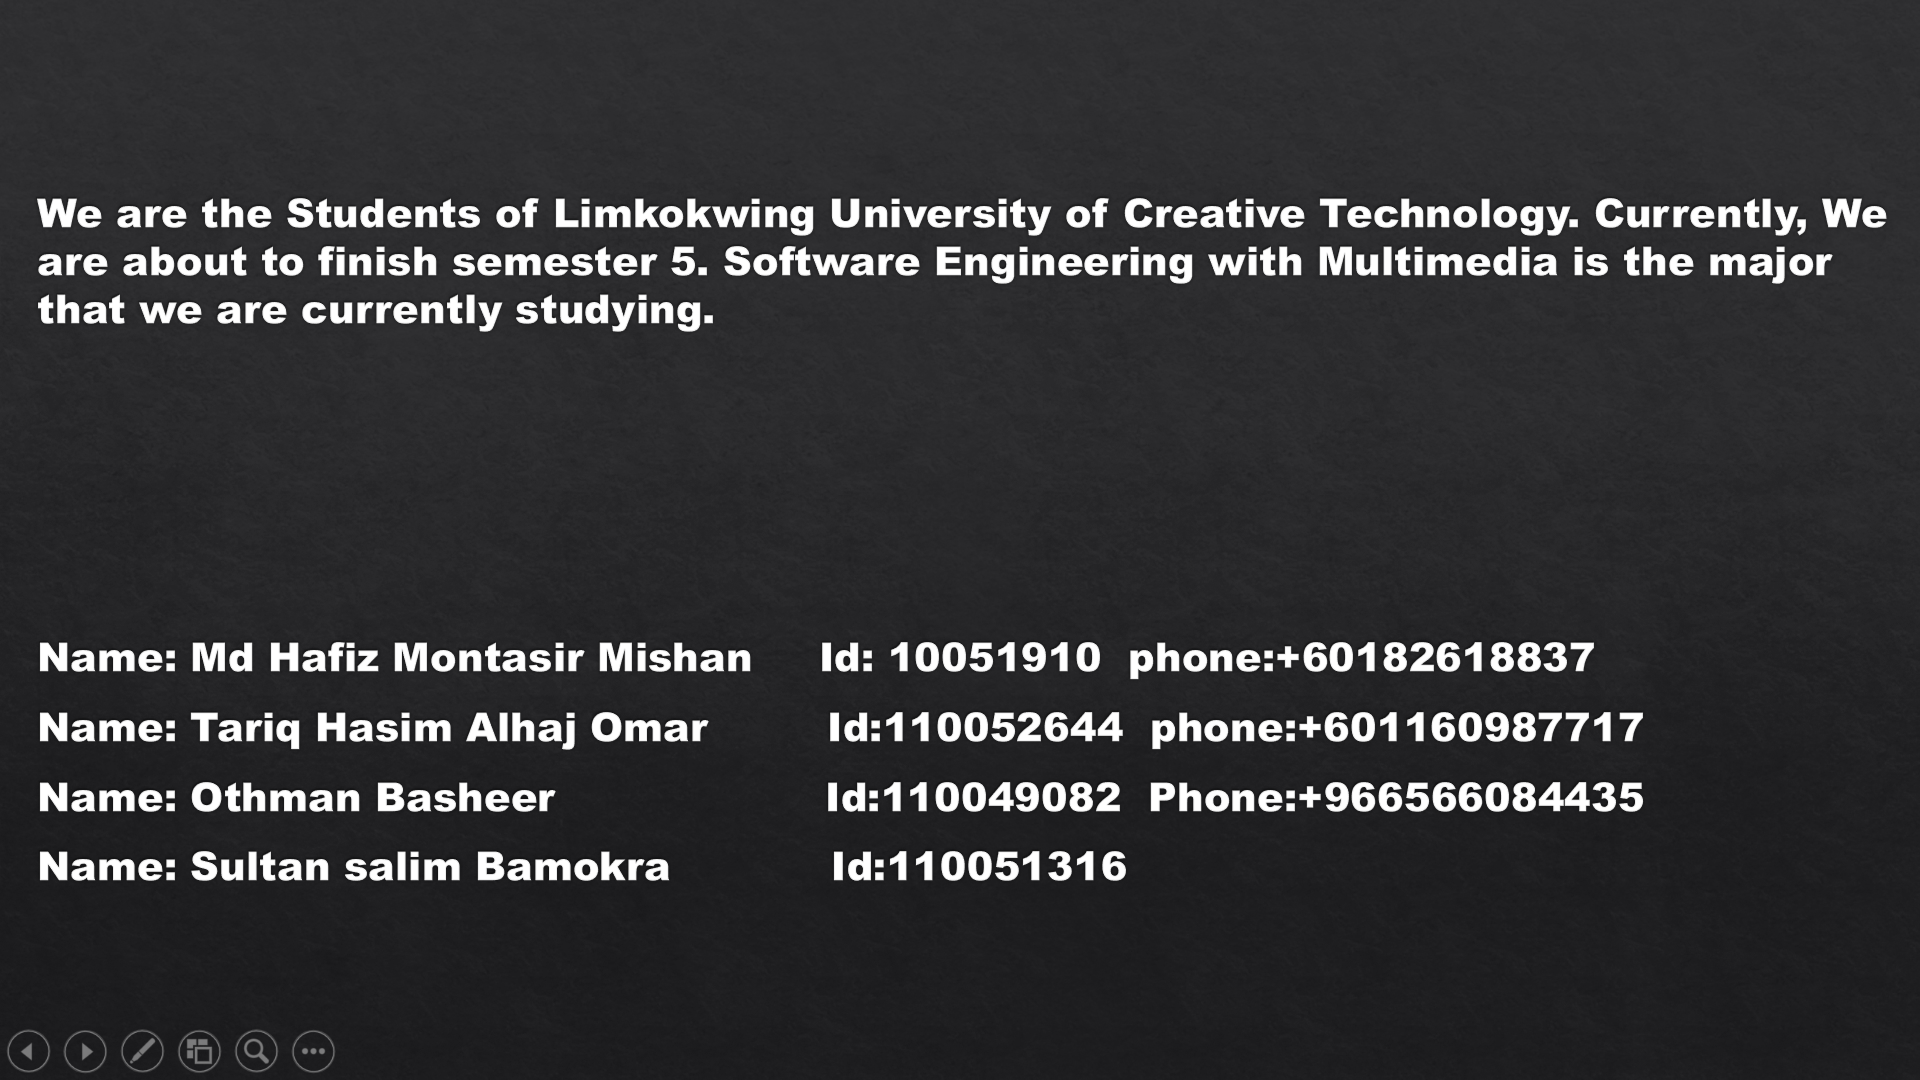 We are the Students of Limkokwing University of Creative Technology. Currently, We
are about to finish semester 5. Software Engineering with Multimedia is the major
that we are currently studying.
Name: Md Hafiz Montasir Mishan Id: 10051910 phone:+60182618837
Name: Tariq Hasim Alhaj Omar Id:110052644 phone:+601160987717
Name: Othman Basheer Id:110049082 Phone:+966566084435
Name: Sultan salim Bamokra Id:110051316